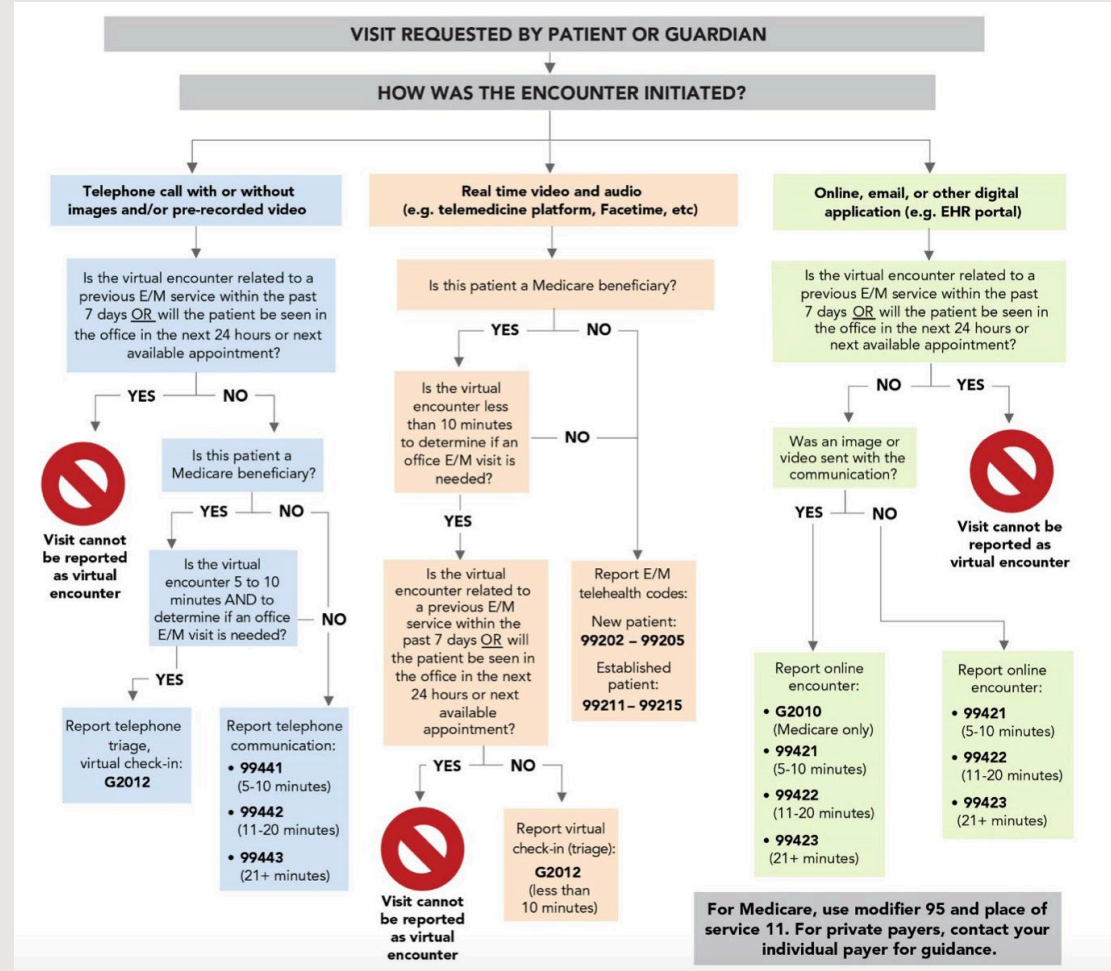 VISIT REQUESTED BY PATIENT OR GUARDIAN
HOW WAS THE ENCOUNTER INITIATED?
Telephone call with or without
images and/or pre-recorded video
Is the virtual encounter related to a
previous E/M service within the past
7 days OR will the patient be seen in
the office in the next 24 hours or next
available appointment?
YES
NO
Visit cannot
be reported
as virtual
encounter
Is this patient a
Medicare beneficiary?
YES
NO
Is the virtual
encounter 5 to 10
minutes AND to
determine if an office
E/M visit is needed?
NO
YES
Report telephone
triage,
virtual check-in:
G2012
Report telephone
communication:
• 99441
(5-10 minutes)
• 99442
(11-20 minutes)
• 99443
(21+ minutes)
Real time video and audio
(e.g. telemedicine platform, Facetime, etc)
Is this patient a Medicare beneficiary?
YES
NO
Is the virtual
encounter less
than 10 minutes
to determine if an
office E/M visit is
needed?
NO
YES
Is the virtual
encounter related to
a previous E/M
service within the
past 7 days OR will
the patient be seen in
the office in the next
24 hours or next
available
appointment?
Report E/M
telehealth codes:
New patient:
99202 – 99205
Established
patient:
99211– 99215
YES
NO
Visit cannot
be reported
as virtual
encounter
Report virtual
check-in (triage):
G2012
(less than
10 minutes)
Online, email, or other digital
application (e.g. EHR portal)
Is the virtual encounter related to a
previous E/M service within the past
7 days OR will the patient be seen in
the office in the next 24 hours or
next available appointment?
NO
YES
Was an image or
video sent with the
communication?
Visit cannot be
reported as
virtual encounter
YES
NO
Report online
encounter:
• G2010
(Medicare only)
• 99421
(5-10 minutes)
• 99422
(11-20 minutes)
• 99423
(21+ minutes)
Report online
encounter:
• 99421
(5-10 minutes)
• 99422
(11-20 minutes)
• 99423
(21+ minutes)
For Medicare, use modifier 95 and place of
service 11. For private payers, contact your
individual payer for guidance.